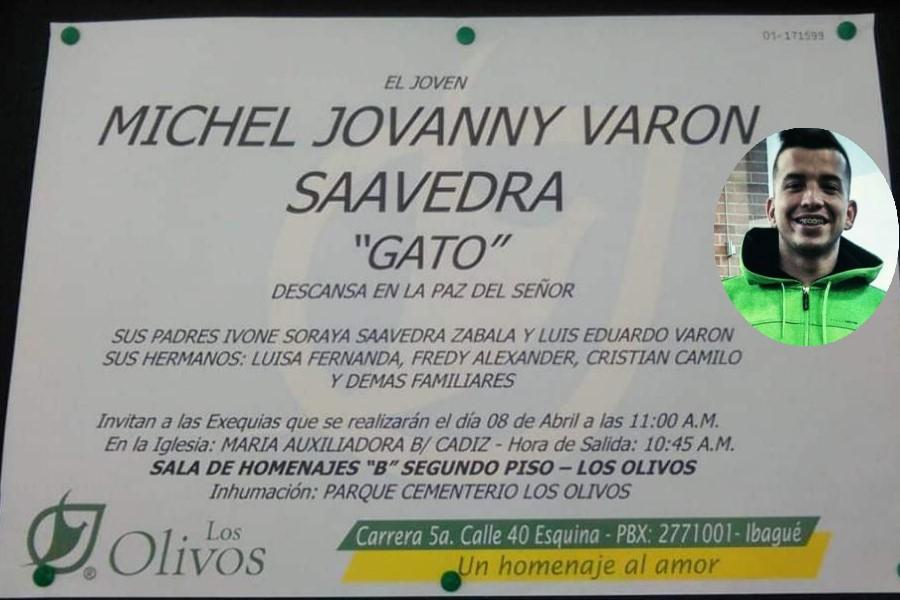 01-171599
EL JOVEN
MICHEL JOVANNY VARON
SAAVEDRA
"GATO"
DESCANSA EN LA PAZ DEL SEÑOR
SUS PADRES IVONE SORAYA SAAVEDRA ZABALA Y LUIS EDUARDO VARON
SUS HERMANOS: LUISA FERNANDA, FREDY ALEXANDER, CRISTIAN CAMILO
Y DEMAS FAMILIARES
Invitan a las Exequias que se realizarán el día 08 de Abril a las 11:00 A.M.
En la Iglesia: MARIA AUXILIADORA B/ CADIZ - Hora de Salida: 10:45 A.M.
SALA DE HOMENAJES "B" SEGUNDO PISO – LOS OLIVOS
Inhumación: PARQUE CEMENTERIO LOS OLIVOS
Los
Olivos
®
Carrera 5a. Calle 40 Esquina - PBX: 2771001- Ibagué
Un homenaje al amor